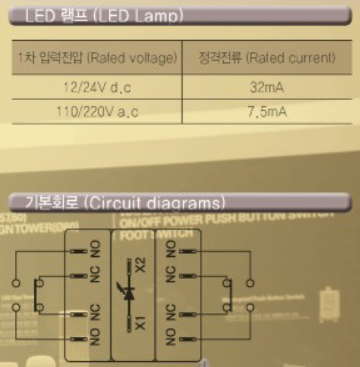 LED 램프 (LED Lamp)
1차 입력전압 (Rated voltage) 정격전류 (Rated current)
12/24V d.c 32mA
110/220V a.c 7.5mA
기본회로 (Circuit diagrams)
ON/OFF POWER PUSH BUTTON SWITCH
FOOT SWITCH
NO NC X2 NO NC
NO NC X1 NO NC